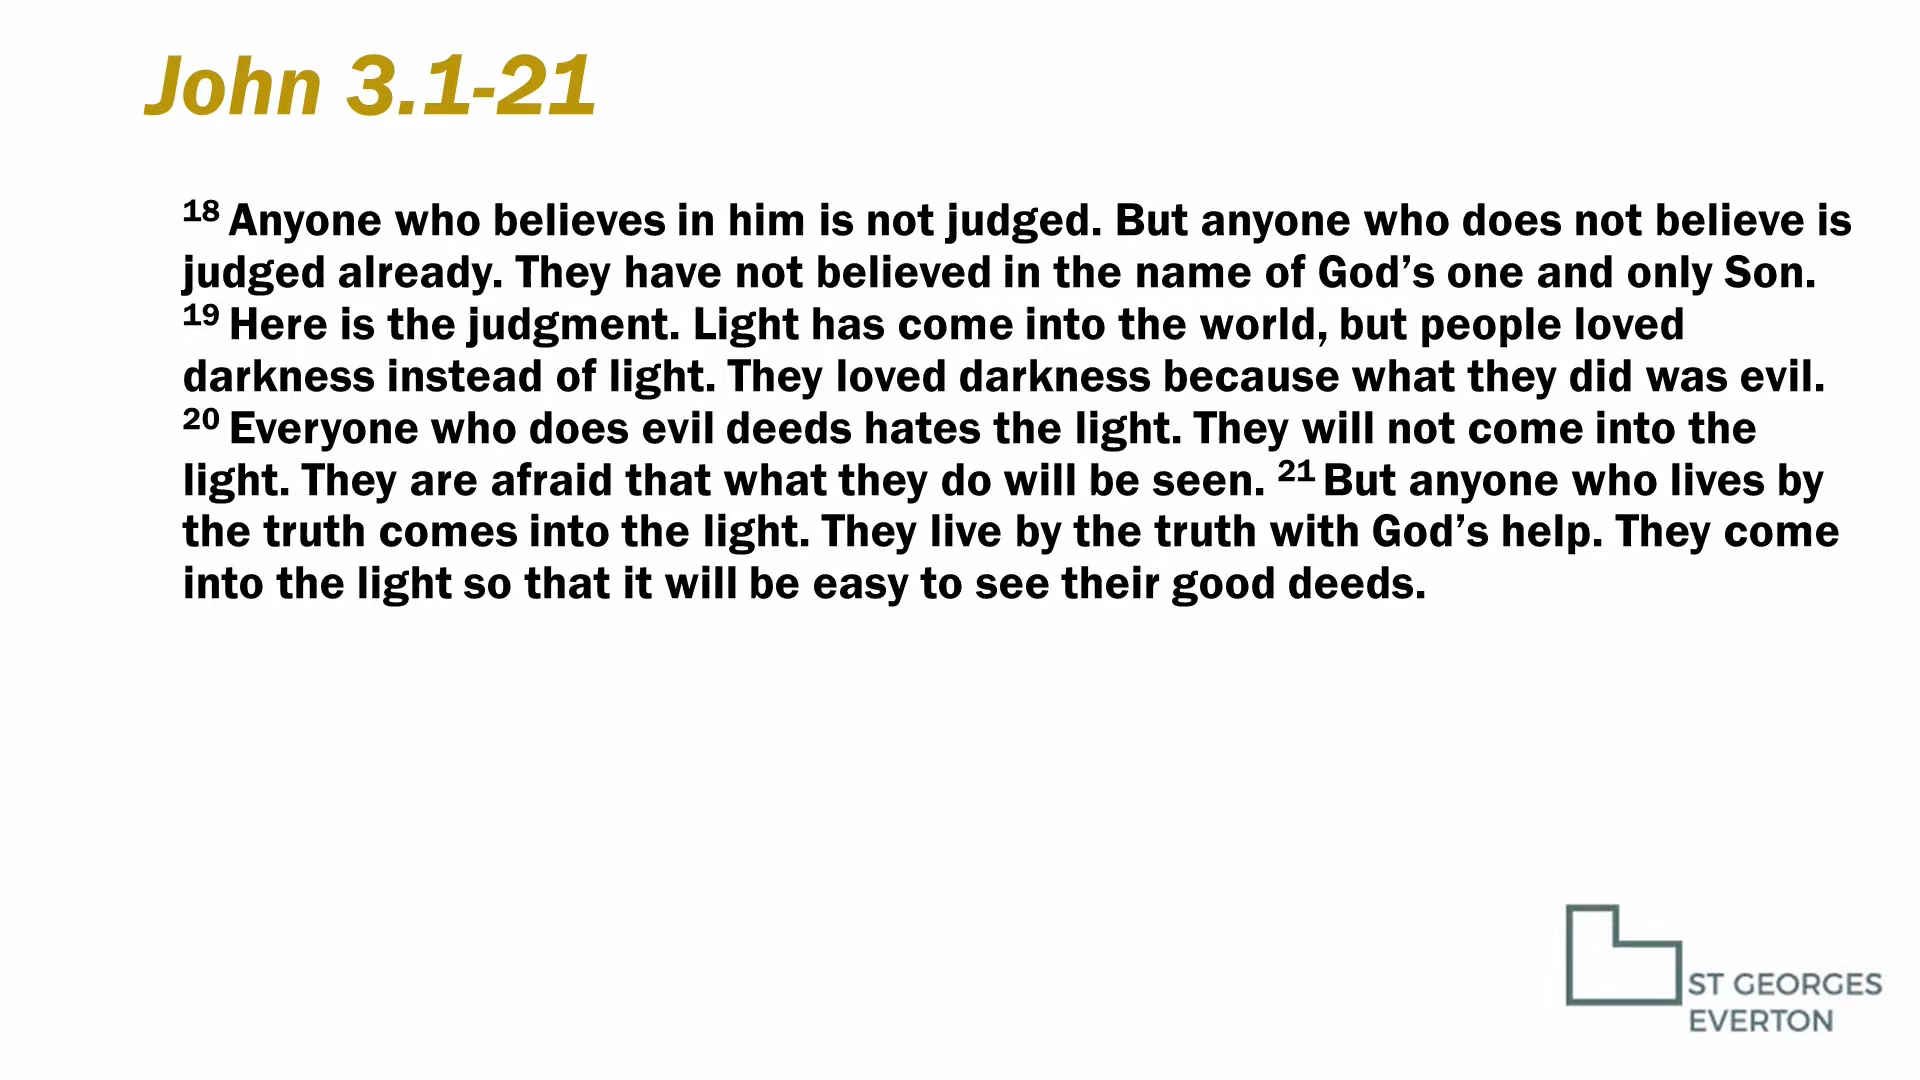 John 3.1-21
18 Anyone who believes in him is not judged. But anyone who does not believe is
judged already. They have not believed in the name of God’s one and only Son.
19 Here is the judgment. Light has come into the world, but people loved
darkness instead of light. They loved darkness because what they did was evil.
20 Everyone who does evil deeds hates the light. They will not come into the
light. They are afraid that what they do will be seen. 21 But anyone who lives by
the truth comes into the light. They live by the truth with God’s help. They come
into the light so that it will be easy to see their good deeds.
ST GEORGES
EVERTON